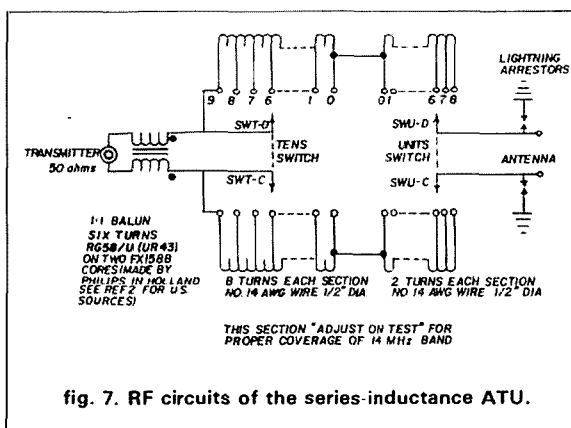 LIGHTNING
ARRESTORS
9 8 7 6 1 0 0 1 6 7 8
SWT-D
SWU-D
TRANSMITTER
50 ohms
TENS
SWITCH
UNITS
SWITCH
ANTENNA
SWT-C
SWU-C
1:1 BALUN
SIX TURNS
RG58/U (UR43)
ON TWO FX1588
CORES(MADE BY
PHILIPS IN HOLLAND
SEE REF 2 FOR U.S.
SOURCES)
8 TURNS EACH SECTION
NO. 14 AWG WIRE 1/2" DIA
2 TURNS EACH SECTION
NO 14 AWG WIRE 1/2" DIA
THIS SECTION "ADJUST ON TEST" FOR
PROPER COVERAGE OF 14 MHz BAND
fig. 7. RF circuits of the series-inductance ATU.